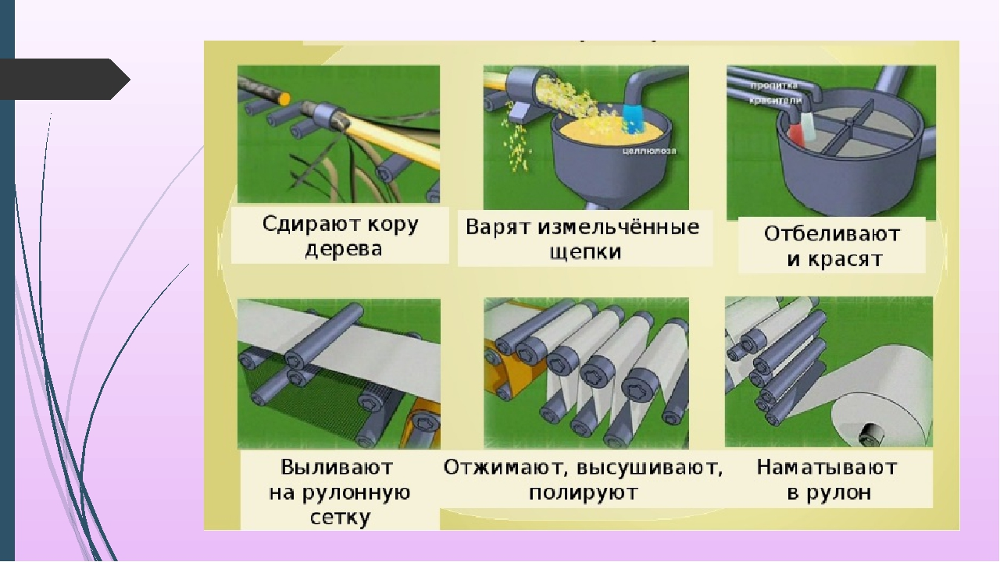 пропитка
красители
целлюлоза
Сдирают кору
дерева
Варят измельчённые
щепки
Отбеливают
и красят
Выливают
на рулонную
сетку
Отжимают, высушивают,
полируют
Наматывают
в рулон